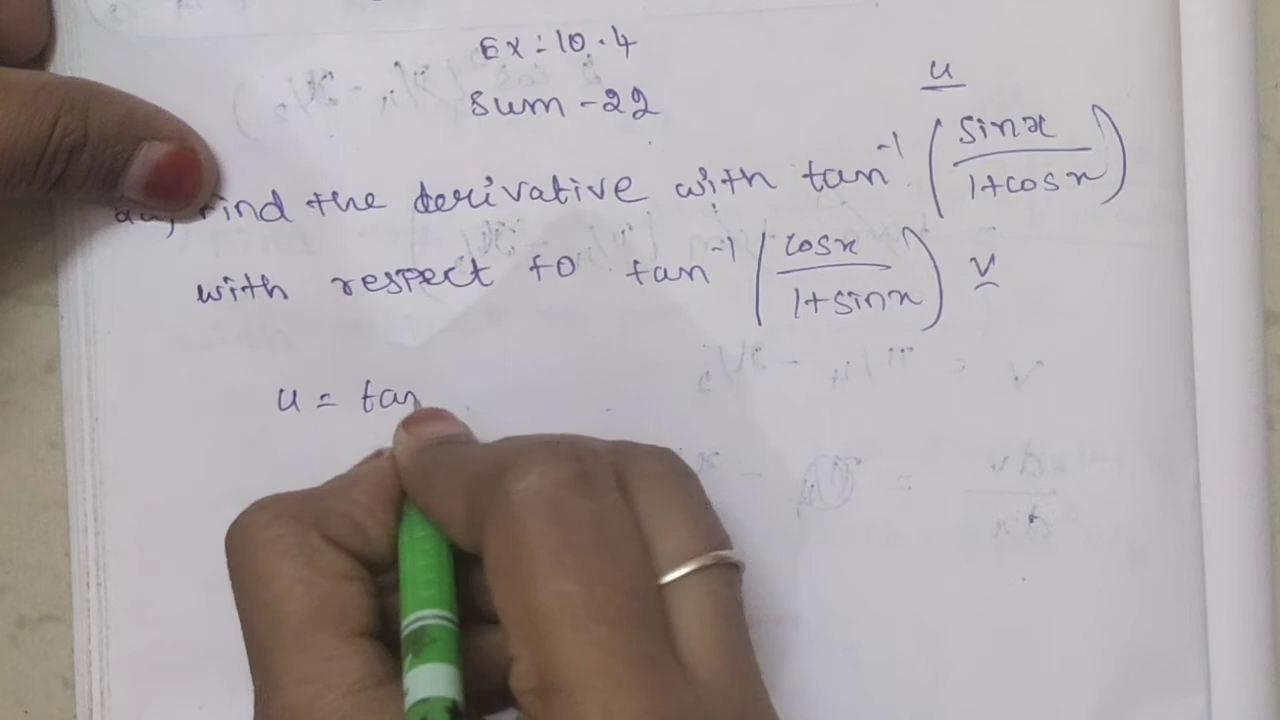 Ex:-10.4
Sum-22
u
find the derivative with tan⁻¹ (sinx / 1+cosx)
with respect to tan⁻¹ (cosx / 1+sinx) v
u = tan